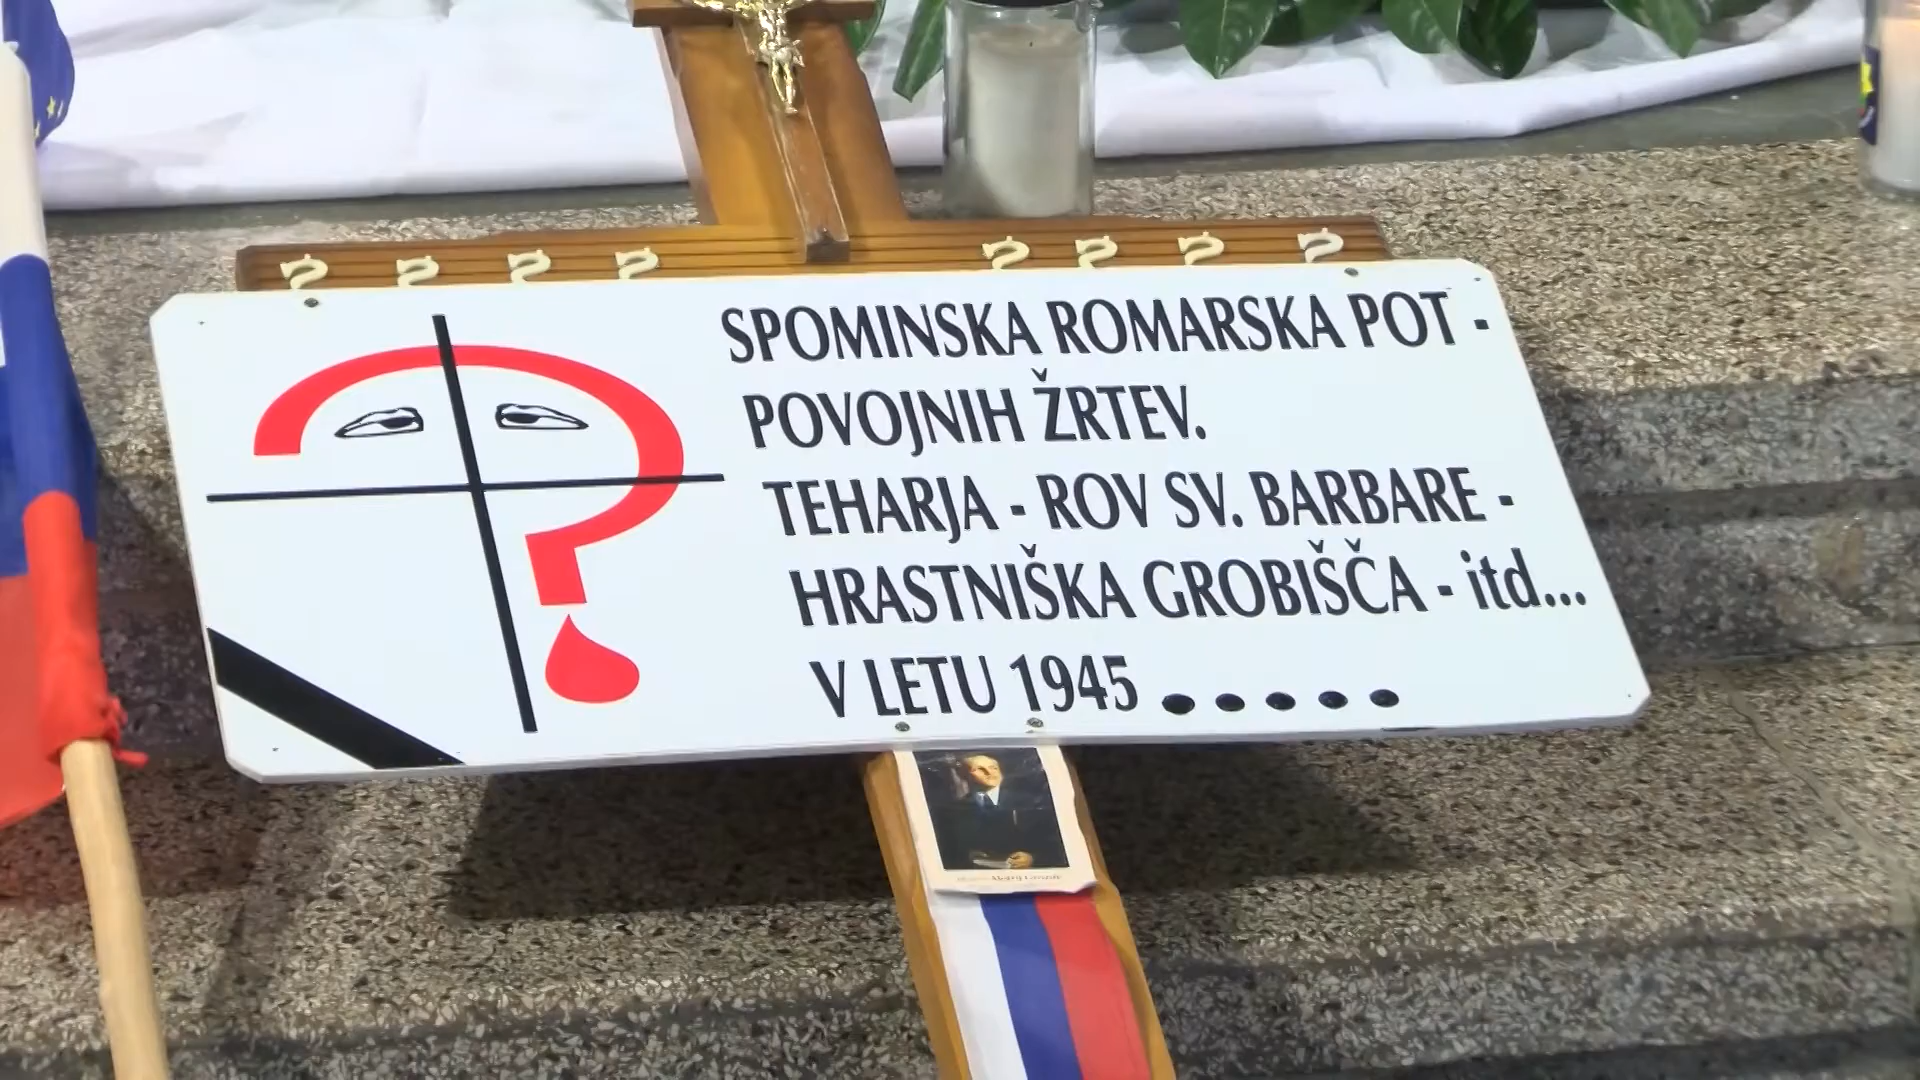 SPOMINSKA ROMARSKA POT -
POVOJNIH ŽRTEV.
TEHARJA - ROV SV. BARBARE -
HRASTNIŠKA GROBIŠČA - itd...
V LETU 1945 .....